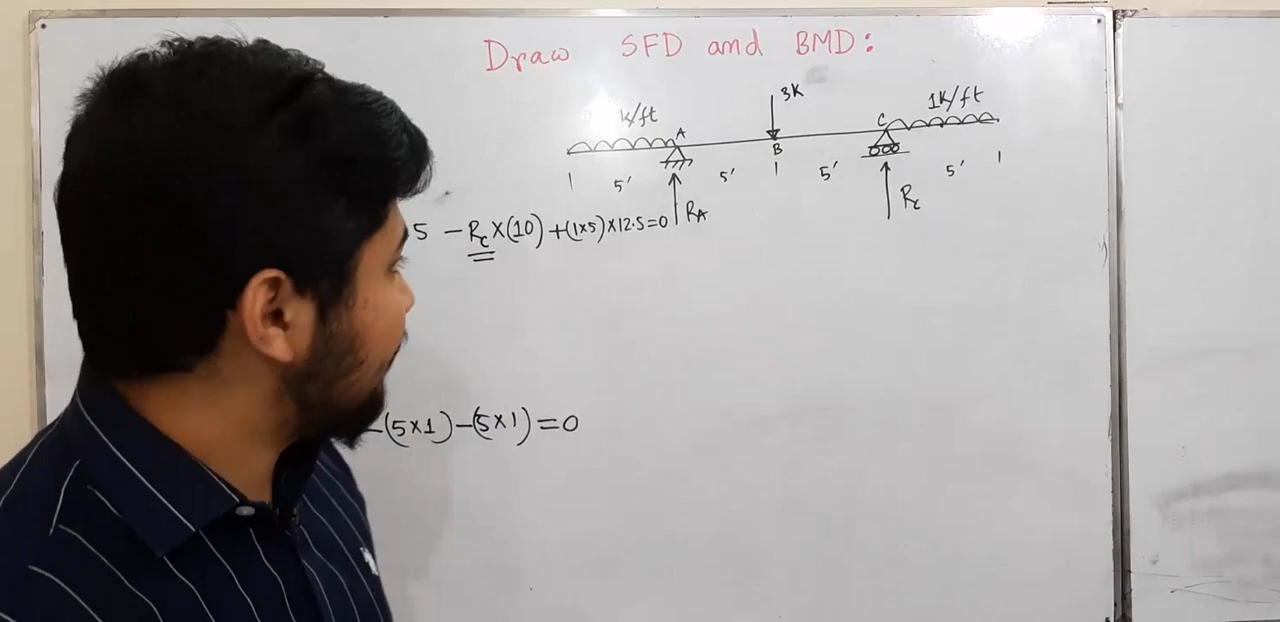 Draw SFD and BMD:
3K
K/ft
1K/ft
A
C
B
5' 5' 5' 5'
RA
Rc
5 - Rc×(10) + (1×5)×12.5=0
-(5×1)-(5×1)=0